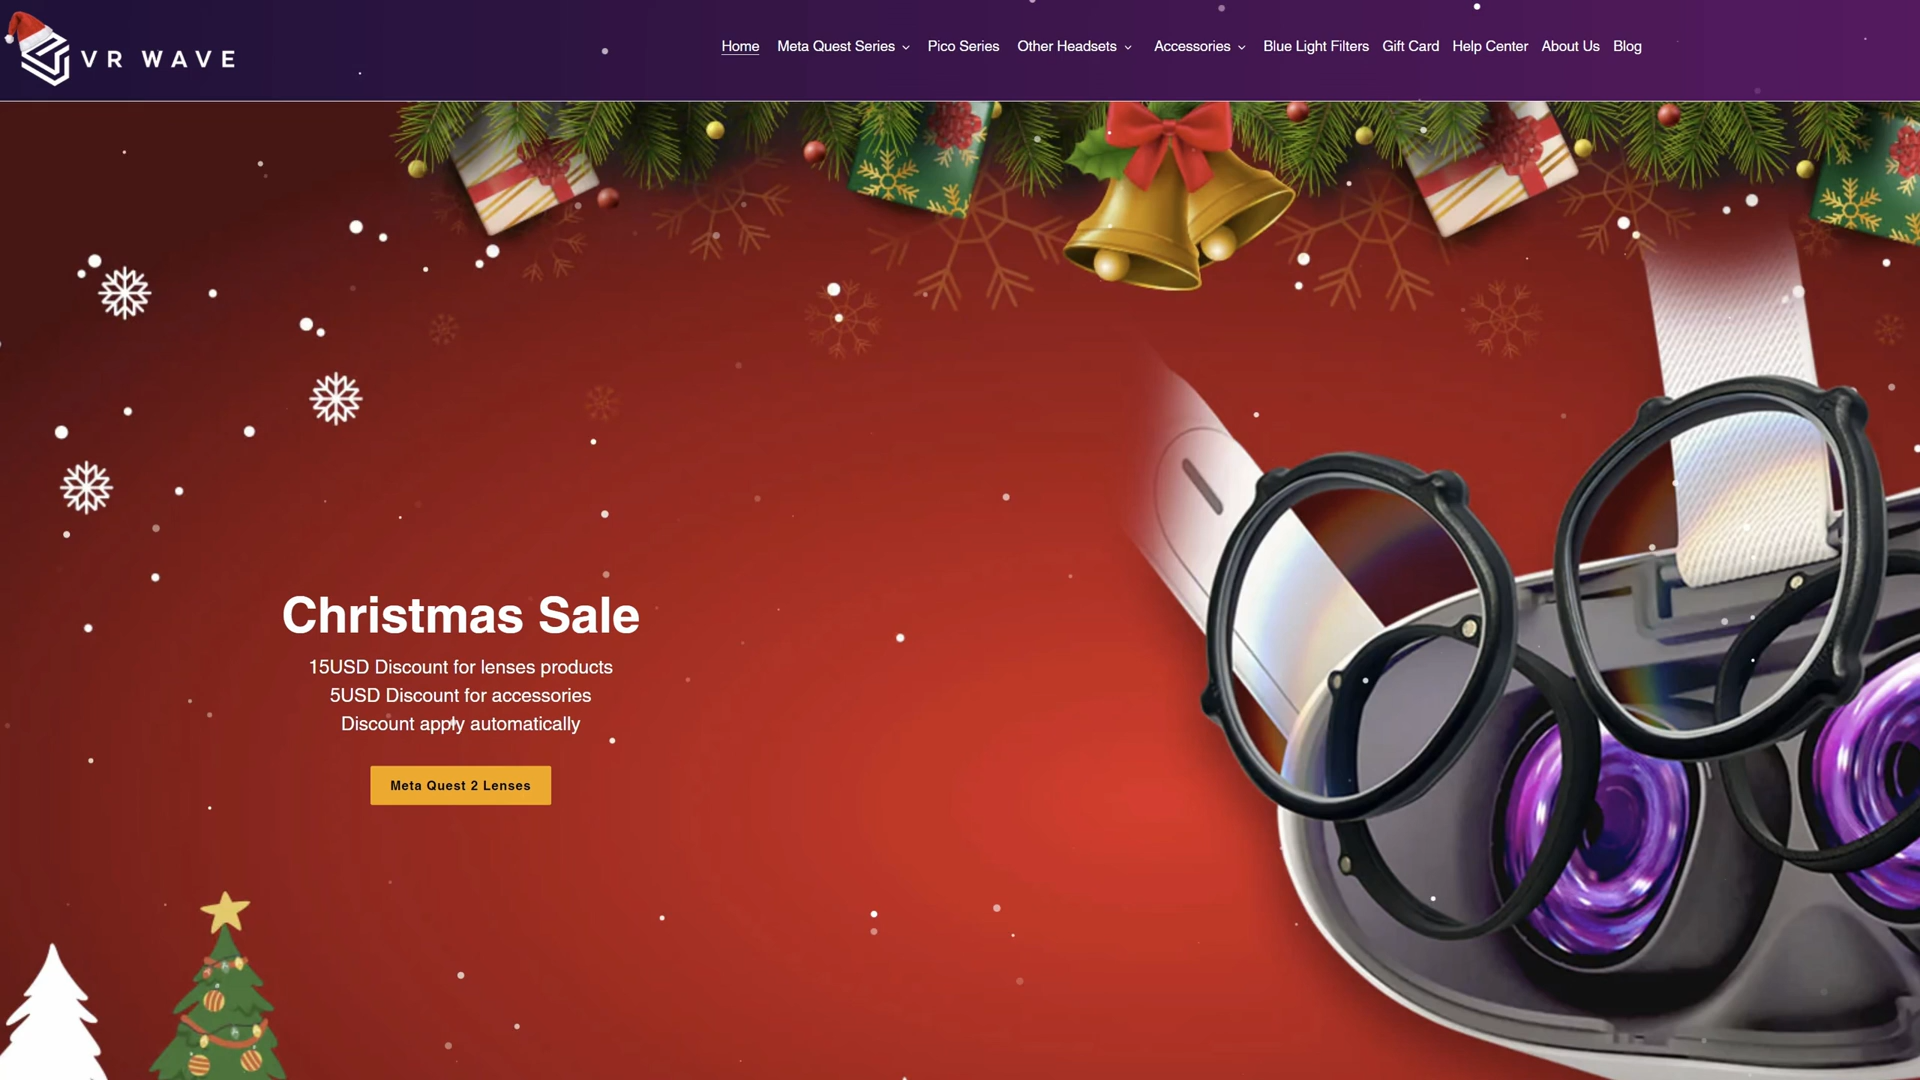 VR WAVE
Home Meta Quest Series Pico Series Other Headsets Accessories Blue Light Filters Gift Card Help Center About Us Blog
Christmas Sale
15USD Discount for lenses products
5USD Discount for accessories
Discount apply automatically
Meta Quest 2 Lenses